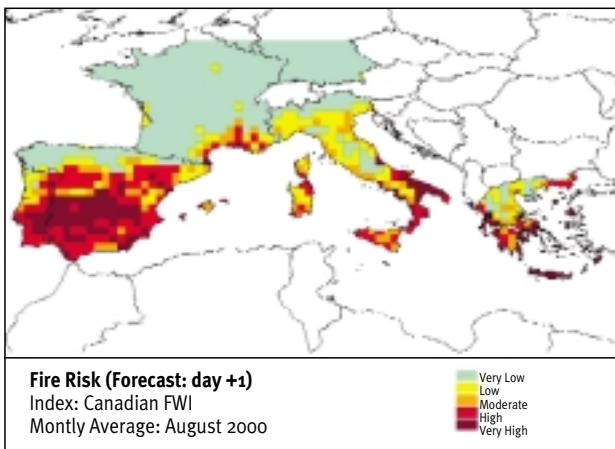 Fire Risk (Forecast: day +1)
Index: Canadian FWI
Montly Average: August 2000
Very Low
Low
Moderate
High
Very High